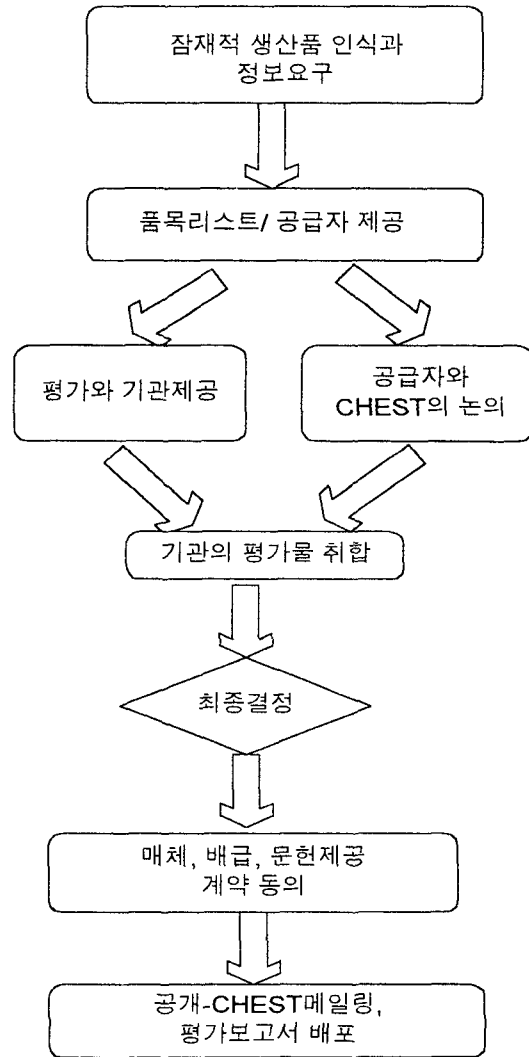 잠재적 생산품 인식과
정보요구
품목리스트/ 공급자 제공
평가와 기관제공
공급자와
CHEST의 논의
기관의 평가물 취합
최종결정
매체, 배급, 문헌제공
계약 동의
공개-CHEST메일링,
평가보고서 배포